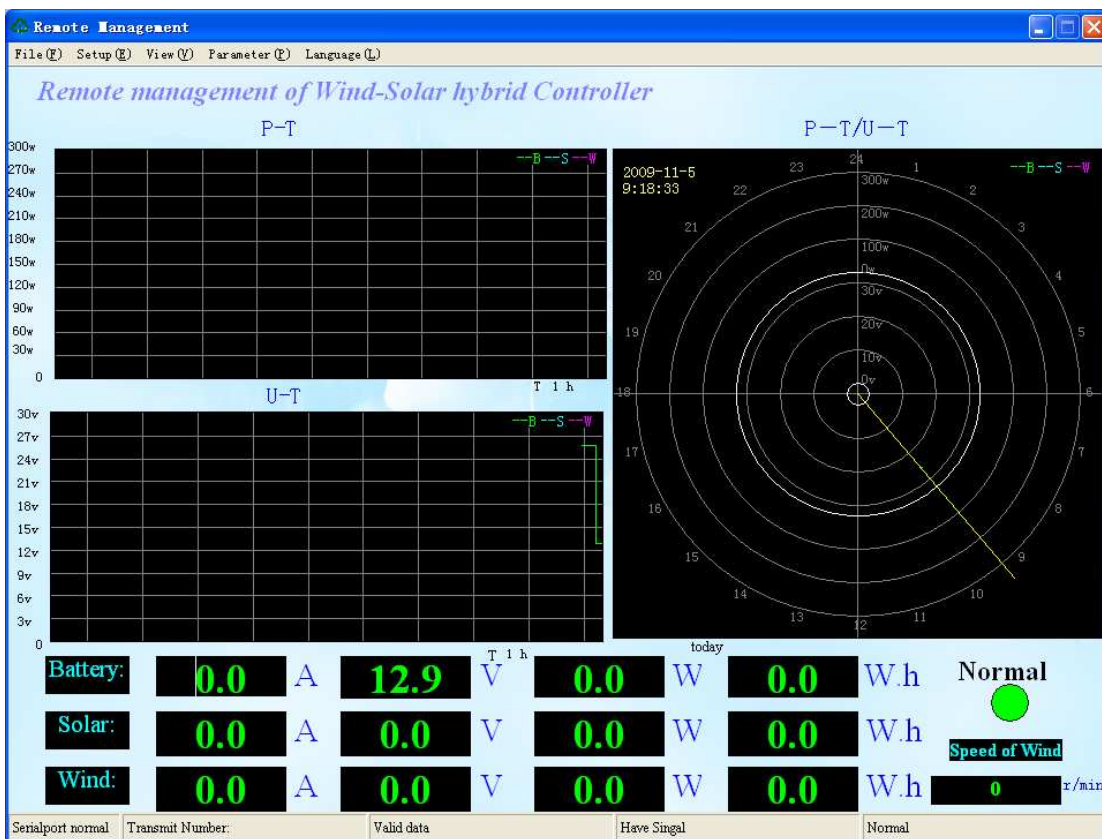 Remote Management
File(F) Setup(E) View(V) Parameter(P) Language(L)
Remote management of Wind-Solar hybrid Controller
P-T
300w
270w
240w
210w
180w
150w
120w
90w
60w
30w
0
--B --S --W
T 1 h
U-T
30v
27v
24v
21v
18v
15v
12v
9v
6v
3v
0
--B --S --W
T 1 h
P-T/U-T
2009-11-5
9:18:33
--B --S --W
24
1
2
3
4
5
6
7
8
9
10
11
12
13
14
15
16
17
18
19
20
21
22
23
300w
200w
100w
0w
30v
20v
10v
0v
today
Battery: 0.0 A 12.9 V 0.0 W 0.0 W.h
Solar: 0.0 A 0.0 V 0.0 W 0.0 W.h
Wind: 0.0 A 0.0 V 0.0 W 0.0 W.h
Normal
Speed of Wind
0 r/min
Serialport normal Transmit Number: Valid data Have Singal Normal